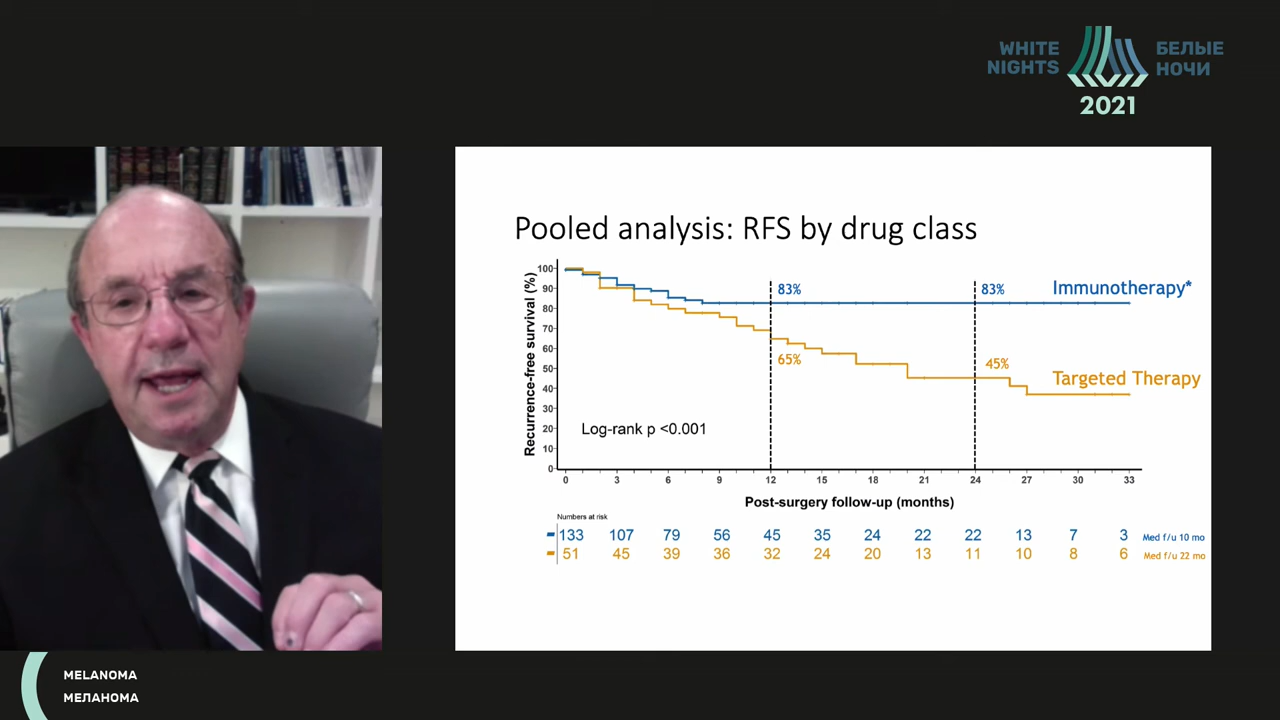 WHITE
NIGHTS
БЕЛЫЕ
НОЧИ
2021
Pooled analysis: RFS by drug class
Recurrence-free survival (%)
100
90
80
70
60
50
40
30
20
10
0
83%
83%
Immunotherapy*
65%
45%
Targeted Therapy
Log-rank p <0.001
0 3 6 9 12 15 18 21 24 27 30 33
Post-surgery follow-up (months)
Numbers at risk
133 107 79 56 45 35 24 22 22 13 7 3 Med f/u 10 mo
51 45 39 36 32 24 20 13 11 10 8 6 Med f/u 22 mo
MELANOMA
МЕЛАНОМА